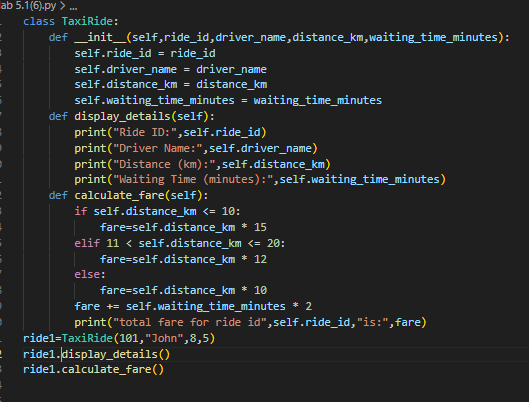 lab 5.1(6).py > ...
class TaxiRide:
    def __init__(self,ride_id,driver_name,distance_km,waiting_time_minutes):
        self.ride_id = ride_id
        self.driver_name = driver_name
        self.distance_km = distance_km
        self.waiting_time_minutes = waiting_time_minutes
    def display_details(self):
        print("Ride ID:",self.ride_id)
        print("Driver Name:",self.driver_name)
        print("Distance (km):",self.distance_km)
        print("Waiting Time (minutes):",self.waiting_time_minutes)
    def calculate_fare(self):
        if self.distance_km <= 10:
            fare=self.distance_km * 15
        elif 11 < self.distance_km <= 20:
            fare=self.distance_km * 12
        else:
            fare=self.distance_km * 10
        fare += self.waiting_time_minutes * 2
        print("total fare for ride id",self.ride_id,"is:",fare)
ride1=TaxiRide(101,"John",8,5)
ride1.display_details()
ride1.calculate_fare()